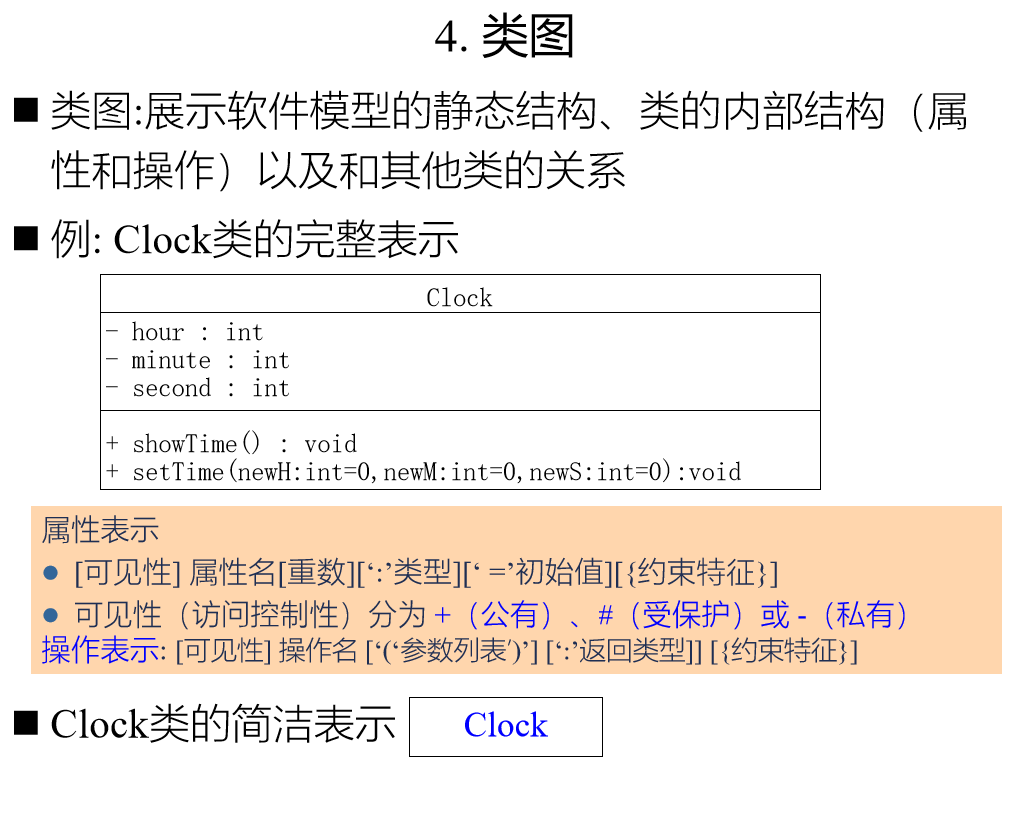 4. 类图
■ 类图:展示软件模型的静态结构、类的内部结构（属
性和操作）以及和其他类的关系
■ 例: Clock类的完整表示
Clock
- hour : int
- minute : int
- second : int
+ showTime() : void
+ setTime(newH:int=0,newM:int=0,newS:int=0):void
属性表示
● [可见性] 属性名[重数][‘:’类型][‘ =’初始值][{约束特征}]
● 可见性（访问控制性）分为 +（公有）、#（受保护）或 -（私有）
操作表示: [可见性] 操作名 [‘(‘参数列表′)’] [‘:’返回类型]] [{约束特征}]
■ Clock类的简洁表示 Clock